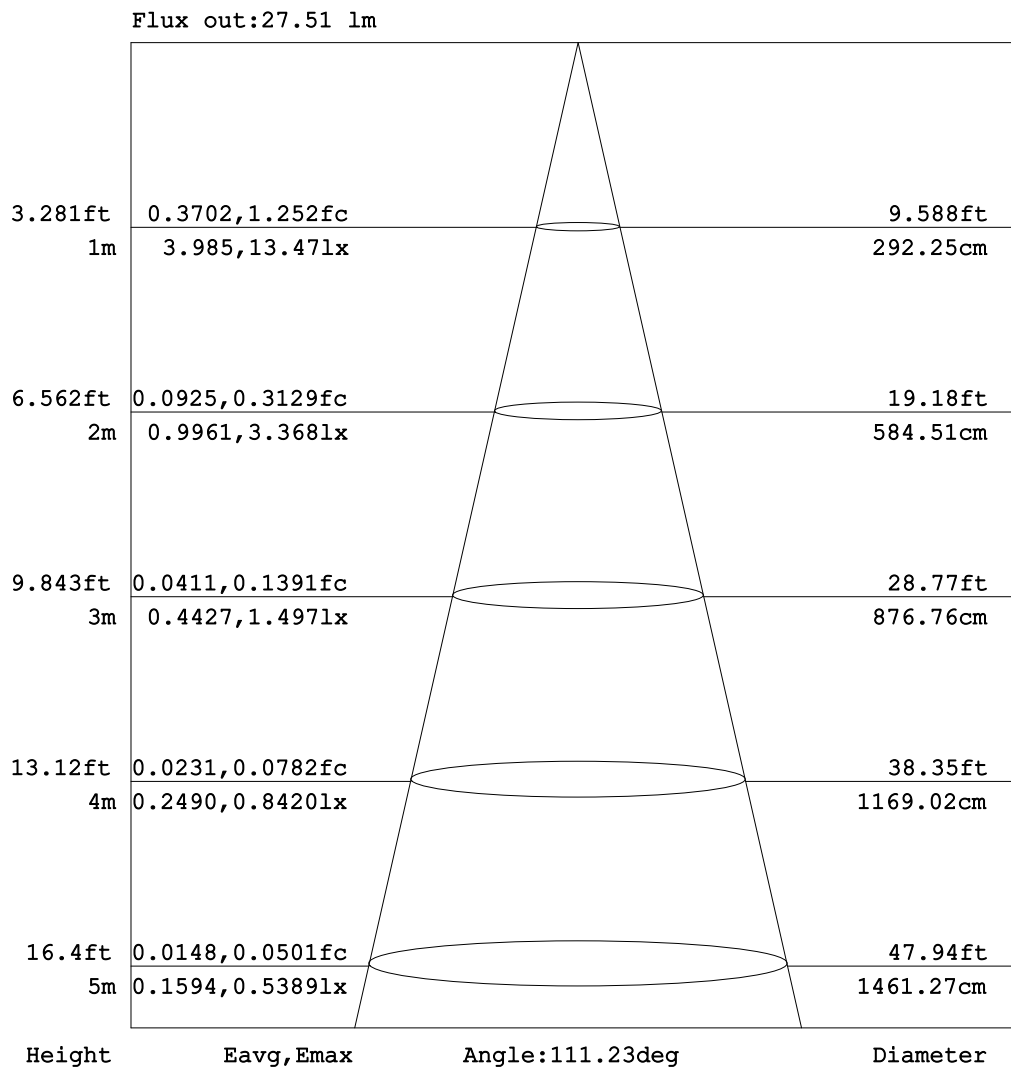 Flux out:27.51 lm
3.281ft 0.3702,1.252fc 9.588ft
1m 3.985,13.47lx 292.25cm
6.562ft 0.0925,0.3129fc 19.18ft
2m 0.9961,3.368lx 584.51cm
9.843ft 0.0411,0.1391fc 28.77ft
3m 0.4427,1.497lx 876.76cm
13.12ft 0.0231,0.0782fc 38.35ft
4m 0.2490,0.8420lx 1169.02cm
16.4ft 0.0148,0.0501fc 47.94ft
5m 0.1594,0.5389lx 1461.27cm
Height Eavg,Emax Angle:111.23deg Diameter